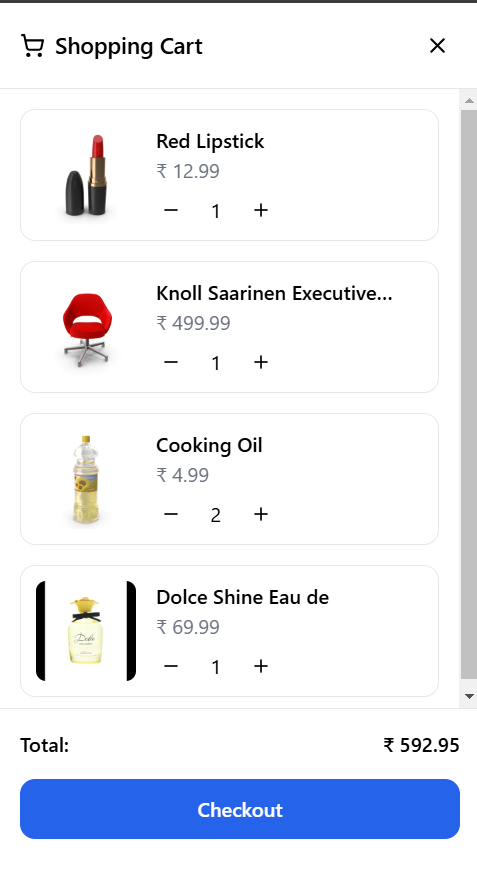 Shopping Cart
Red Lipstick
₹ 12.99
− 1 +
Knoll Saarinen Executive...
₹ 499.99
− 1 +
Cooking Oil
₹ 4.99
− 2 +
Dolce Shine Eau de
₹ 69.99
− 1 +
Total: ₹ 592.95
Checkout